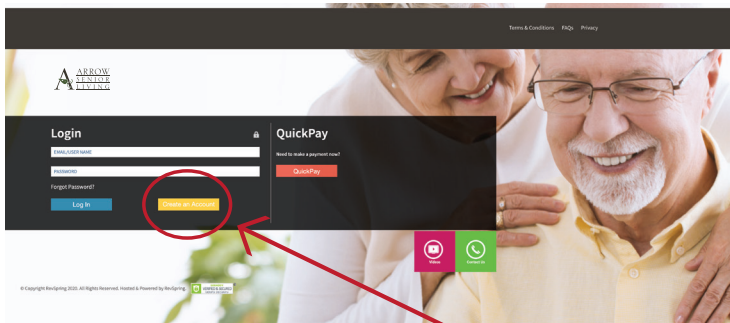 Terms & Conditions FAQs Privacy
ARROW
SENIOR
LIVING
Login
QuickPay
EMAIL/USER NAME
Need to make a payment now?
PASSWORD
QuickPay
Forgot Password?
Log In
Create an Account
Videos
Contact Us
© Copyright RevSpring 2020. All Rights Reserved. Hosted & Powered by RevSpring.
VERIFIED & SECURED